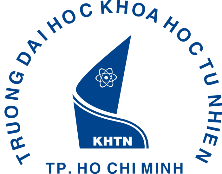 TRUONG DAI HOC KHOA HOC TU NHIEN
KHTN
TP. HO CHI MINH